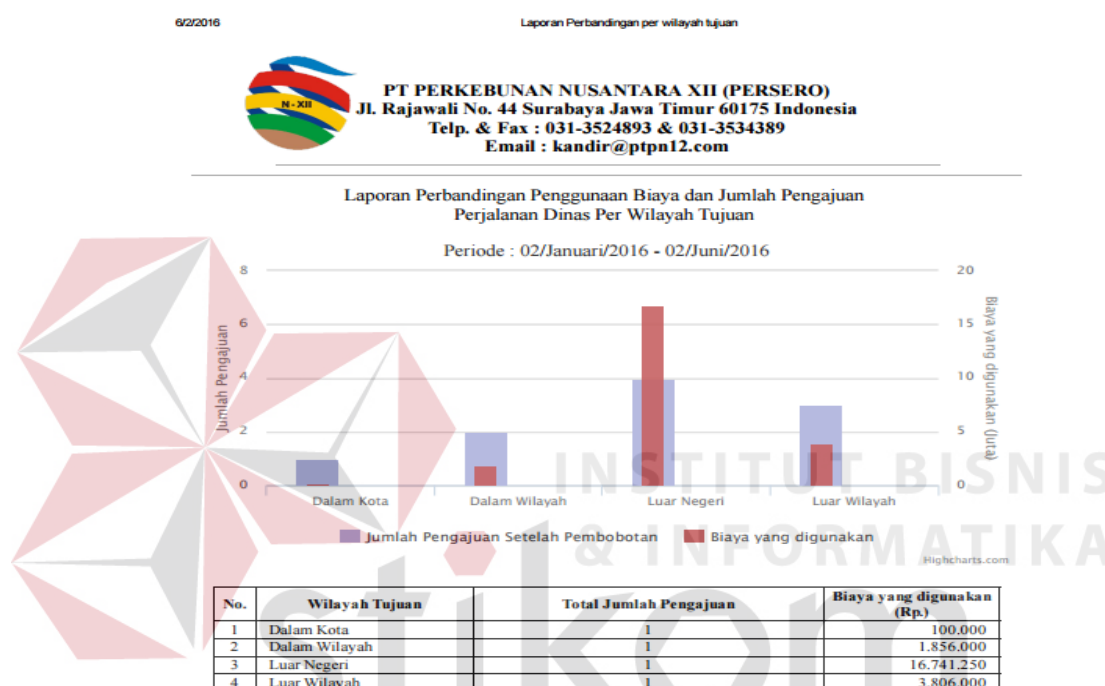 6/2/2016 Laporan Perbandingan per wilayah tujuan
N - XII
PT PERKEBUNAN NUSANTARA XII (PERSERO)
Jl. Rajawali No. 44 Surabaya Jawa Timur 60175 Indonesia
Telp. & Fax : 031-3524893 & 031-3534389
Email : kandir@ptpn12.com
Laporan Perbandingan Penggunaan Biaya dan Jumlah Pengajuan
Perjalanan Dinas Per Wilayah Tujuan
Periode : 02/Januari/2016 - 02/Juni/2016
Jumlah Pengajuan
8
6
4
2
0
20
15
10
5
0
Biaya yang digunakan (Juta)
Dalam Kota Dalam Wilayah Luar Negeri Luar Wilayah
Jumlah Pengajuan Setelah Pembobotan Biaya yang digunakan
Highcharts.com
INSTITUT BISNIS
& INFORMATIKA
stikom
No. Wilayah Tujuan Total Jumlah Pengajuan Biaya yang digunakan (Rp.)
1 Dalam Kota 1 100.000
2 Dalam Wilayah 1 1.856.000
3 Luar Negeri 1 16.741.250
4 Luar Wilayah 1 3.806.000